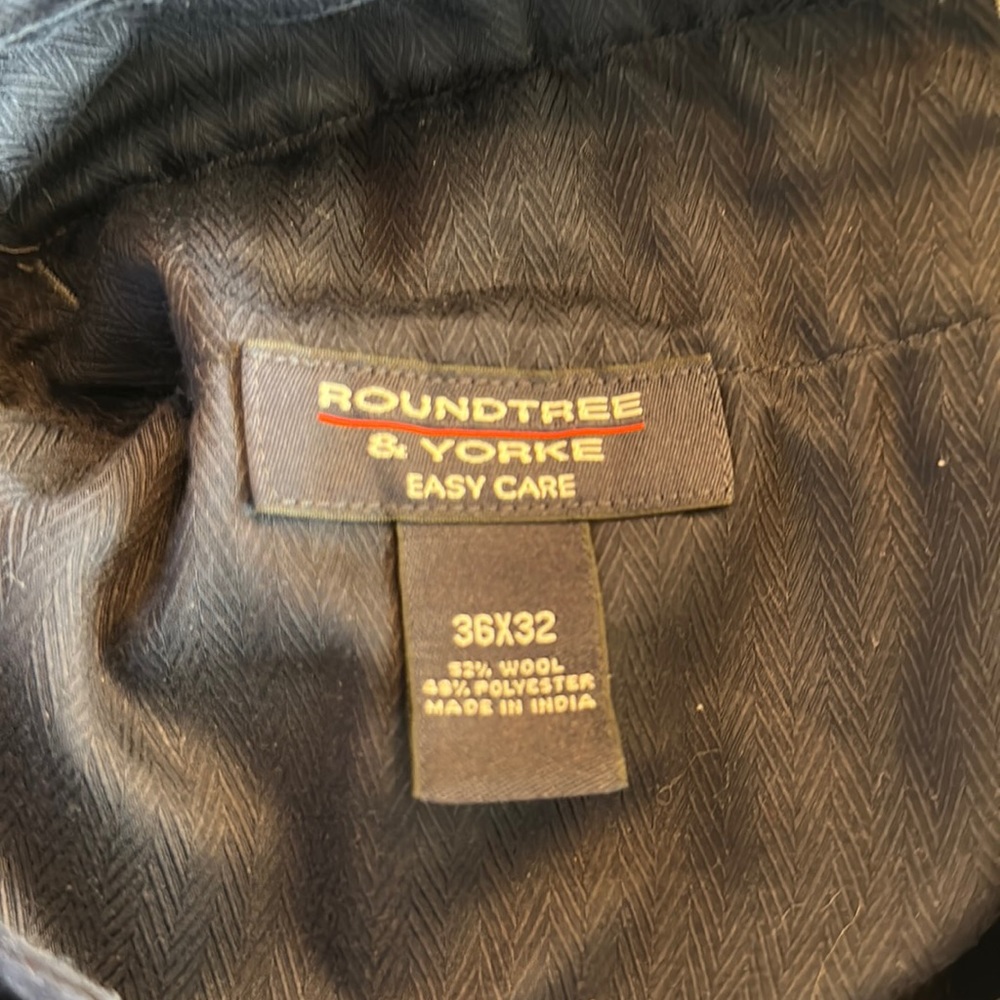 ROUNDTREE
& YORKE
EASY CARE
36X32
52% WOOL
48% POLYESTER
MADE IN INDIA